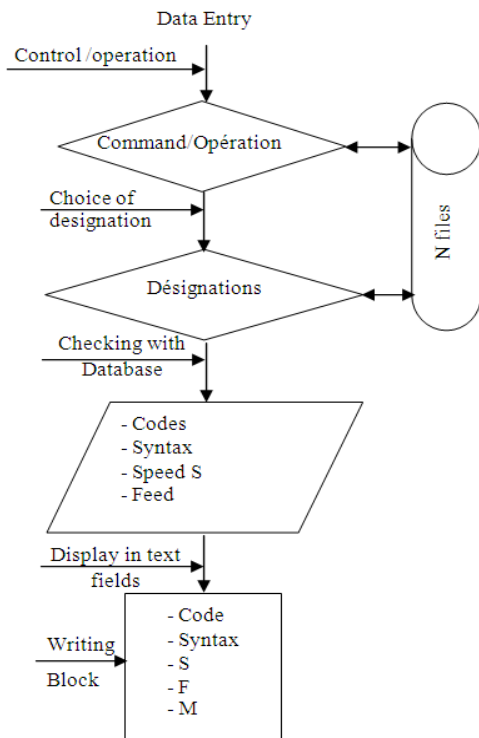 Data Entry
Control /operation
Command/Opération
Choice of
designation
N files
Désignations
Checking with
Database
- Codes
- Syntax
- Speed S
- Feed
Display in text
fields
- Code
- Syntax
- S
- F
- M
Writing
Block